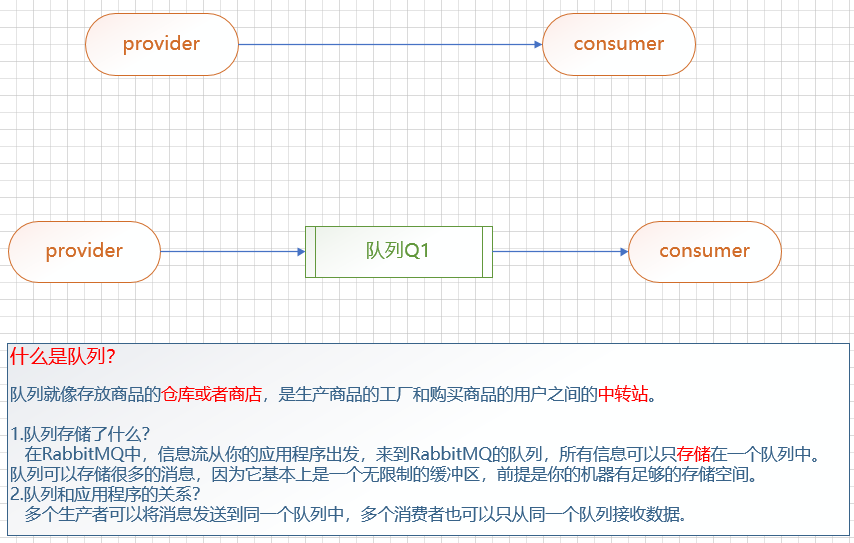 provider
consumer
provider
队列Q1
consumer
什么是队列？
队列就像存放商品的仓库或者商店，是生产商品的工厂和购买商品的用户之间的中转站。
1.队列存储了什么？
在RabbitMQ中，信息流从你的应用程序出发，来到RabbitMQ的队列，所有信息可以只存储在一个队列中。
队列可以存储很多的消息，因为它基本上是一个无限制的缓冲区，前提是你的机器有足够的存储空间。
2.队列和应用程序的关系？
多个生产者可以将消息发送到同一个队列中，多个消费者也可以只从同一个队列接收数据。